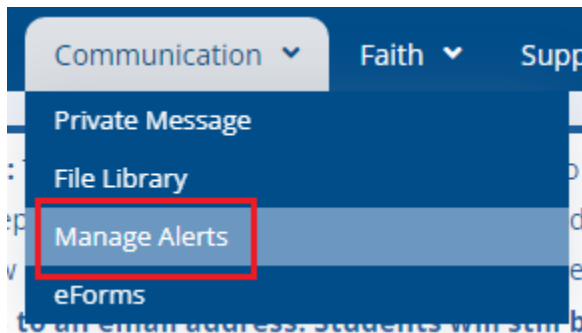 Communication Faith
Private Message
File Library
Manage Alerts
eForms
to an email address. Students will still b